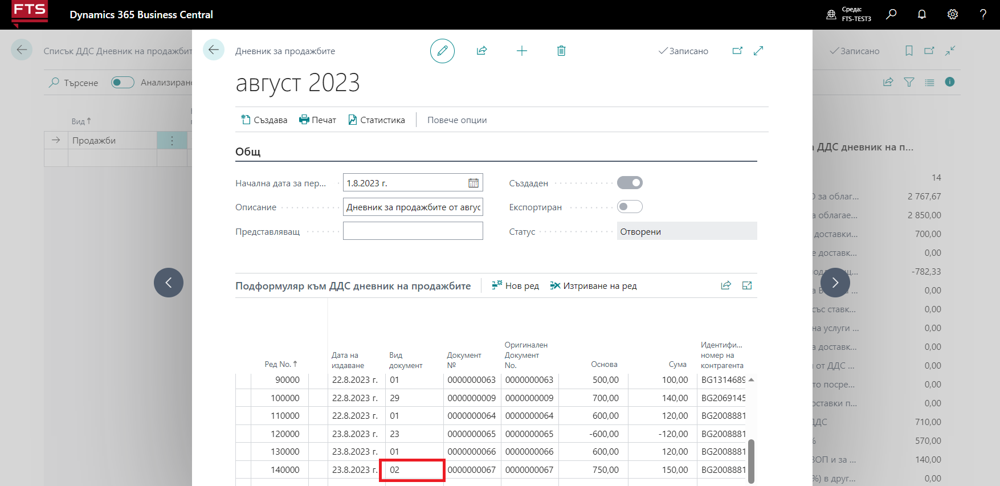 FTS
Dynamics 365 Business Central
Среда:
FTS-TEST3
Списък ДДС Дневник на продажбит
Дневник за продажбите
Записано
Записано
август 2023
Търсене
Анализиране
Създава
Печат
Статистика
Повече опции
Вид
Продажби
Общ
Начална дата за пер...
1.8.2023 г.
Създаден
Описание
Дневник за продажбите от авгус
Експортиран
Представляващ
Статус
Отворени
ДДС дневник на п...
14
за облаг...
2 767,67
облагае...
2 850,00
доставки...
700,00
доставк...
0,00
-782,33
0,00
със ставк...
0,00
на услуги ...
0,00
а доставк...
0,00
от ДДС ...
0,00
то посре...
0,00
оставки п...
0,00
ДДС
710,00
%
570,00
ЗОП и за ...
140,00
%) в друг...
0,00
Подформуляр към ДДС дневник на продажбите
Нов ред
Изтриване на ред
Ред No.
Дата на издаване
Вид документ
Документ №
Оригинален Документ No.
Основа
Сума
Идентифи... номер на контрагента
90000 22.8.2023 г. 01 0000000063 0000000063 500,00 100,00 BG1314689
100000 22.8.2023 г. 29 0000000009 0000000009 700,00 140,00 BG2069145
110000 22.8.2023 г. 01 0000000064 0000000064 600,00 120,00 BG2008881
120000 23.8.2023 г. 23 0000000065 0000000065 -600,00 -120,00 BG2008881
130000 23.8.2023 г. 01 0000000066 0000000066 600,00 120,00 BG2008881
140000 23.8.2023 г. 02 0000000067 0000000067 750,00 150,00 BG2008881